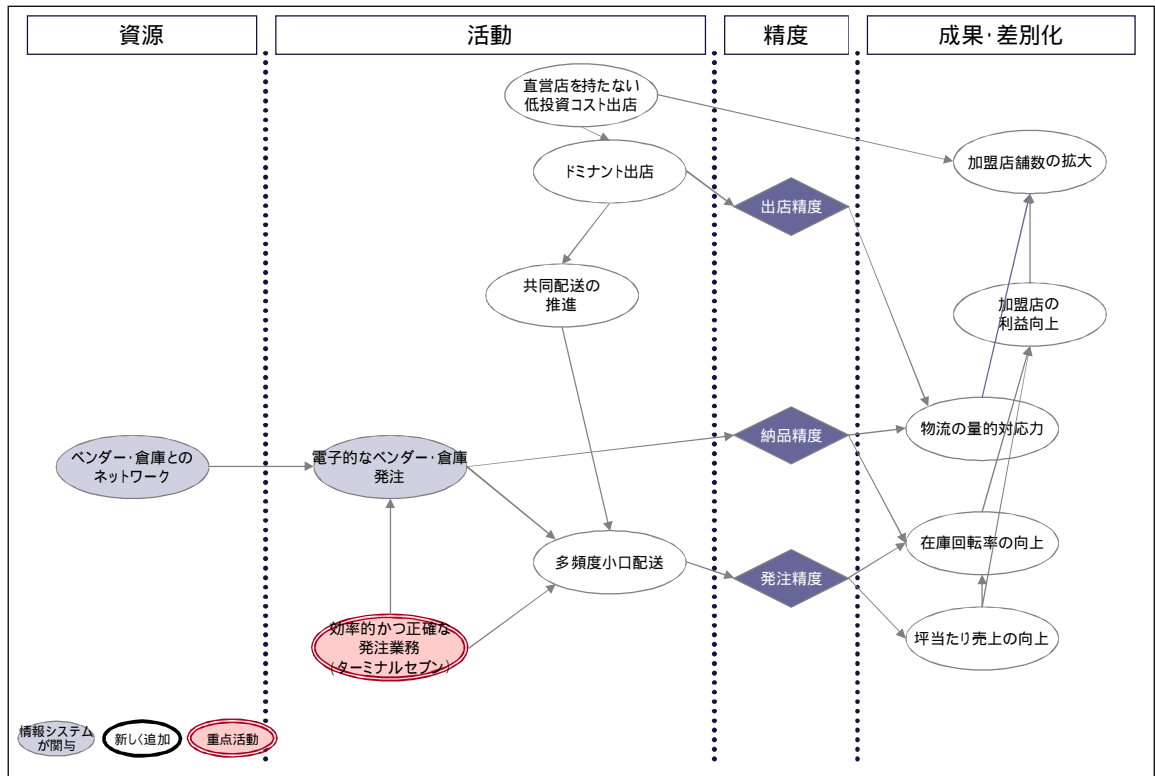 資源
活動
精度
成果・差別化
直営店を持たない
低投資コスト出店
ドミナント出店
加盟店舗数の拡大
出店精度
共同配送の
推進
加盟店の
利益向上
納品精度
物流の量的対応力
ベンダー・倉庫との
ネットワーク
電子的なベンダー・倉庫
発注
多頻度小口配送
発注精度
在庫回転率の向上
効率的かつ正確な
発注業務
(ターミナルセブン)
坪当たり売上の向上
情報システム
が関与
新しく追加
重点活動